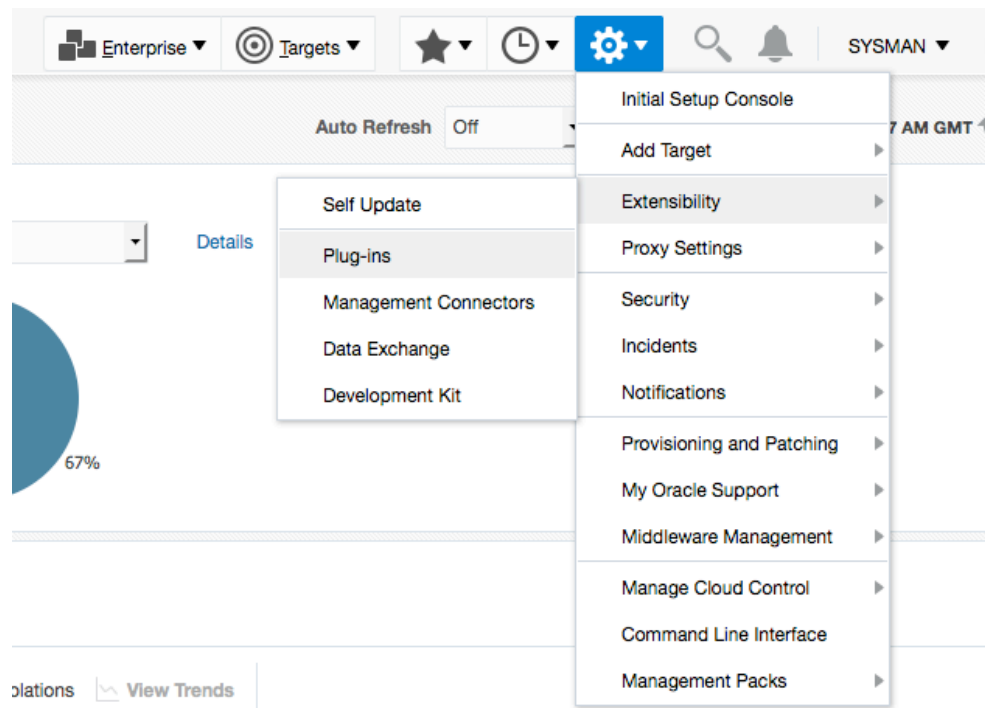 Enterprise Targets SYSMAN
Auto Refresh Off 7 AM GMT
Details
67%
Self Update
Plug-ins
Management Connectors
Data Exchange
Development Kit
Initial Setup Console
Add Target
Extensibility
Proxy Settings
Security
Incidents
Notifications
Provisioning and Patching
My Oracle Support
Middleware Management
Manage Cloud Control
Command Line Interface
Management Packs
olations View Trends